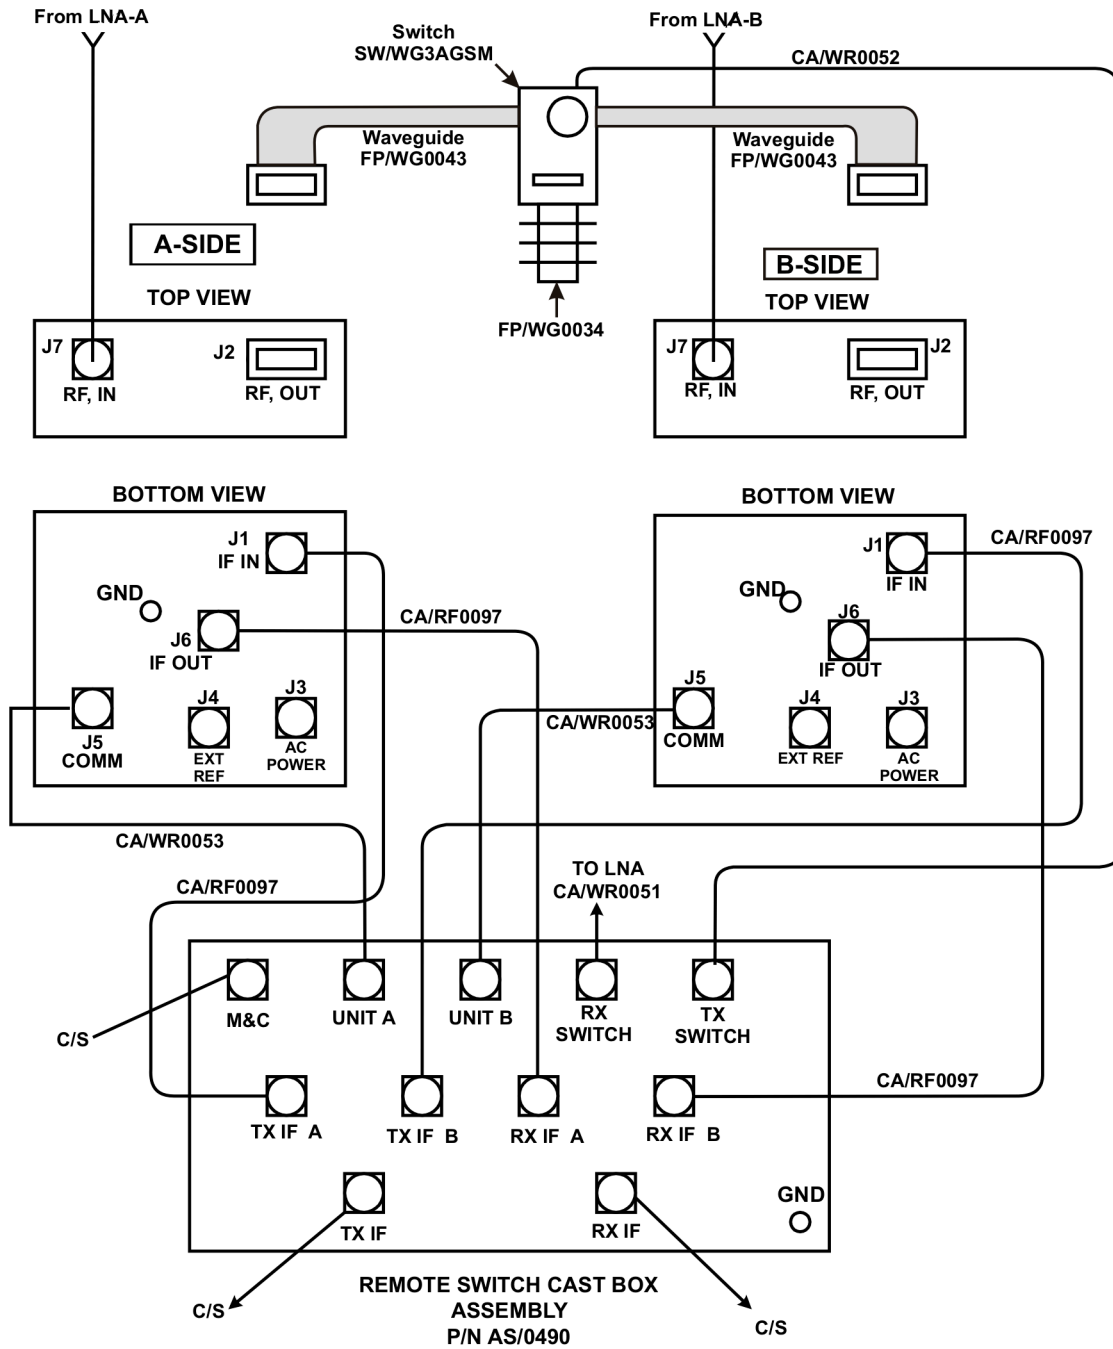 From LNA-A
Switch
SW/WG3AGSM
From LNA-B
CA/WR0052
Waveguide
FP/WG0043
Waveguide
FP/WG0043
A-SIDE
B-SIDE
TOP VIEW
TOP VIEW
FP/WG0034
J7
RF, IN
J2
RF, OUT
J7
RF, IN
J2
RF, OUT
BOTTOM VIEW
BOTTOM VIEW
J1
IF IN
GND
J6
IF OUT
CA/RF0097
J5
COMM
J4
EXT
REF
J3
AC
POWER
J1
IF IN
CA/RF0097
GND
J6
IF OUT
J5
COMM
CA/WR0053
J4
EXT REF
J3
AC
POWER
CA/WR0053
CA/RF0097
TO LNA
CA/WR0051
C/S
M&C
UNIT A
UNIT B
RX
SWITCH
TX
SWITCH
CA/RF0097
TX IF A
TX IF B
RX IF A
RX IF B
TX IF
RX IF
GND
C/S
C/S
REMOTE SWITCH CAST BOX
ASSEMBLY
P/N AS/0490